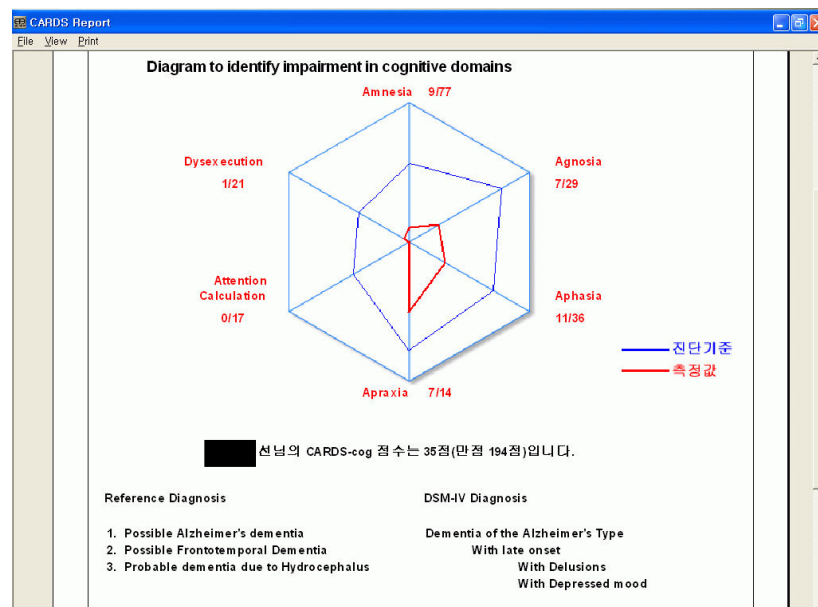 CARDS Report
File View Print
Diagram to identify impairment in cognitive domains
Amnesia 9/77
Dysexecution
1/21
Agnosia
7/29
Attention
Calculation
0/17
Aphasia
11/36
진단기준
측정값
Apraxia 7/14
선님의 CARDS-cog 점수는 35점(만점 194점)입니다.
Reference Diagnosis
1. Possible Alzheimer's dementia
2. Possible Frontotemporal Dementia
3. Probable dementia due to Hydrocephalus
DSM-IV Diagnosis
Dementia of the Alzheimer's Type
With late onset
With Delusions
With Depressed mood